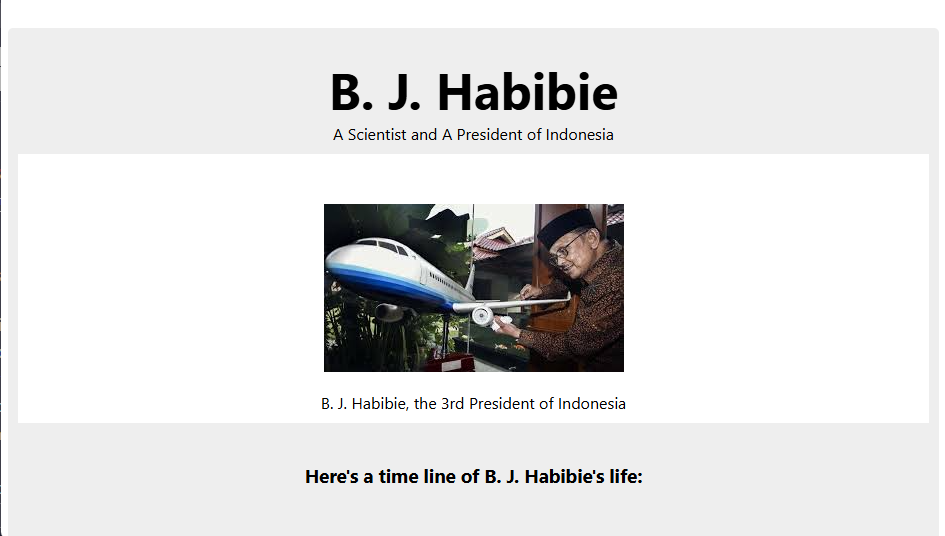 B. J. Habibie
A Scientist and A President of Indonesia
B. J. Habibie, the 3rd President of Indonesia
Here's a time line of B. J. Habibie's life: